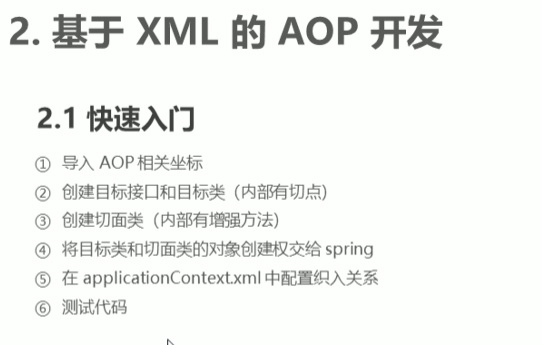 2. 基于 XML 的 AOP 开发
2.1 快速入门
① 导入 AOP 相关坐标
② 创建目标接口和目标类（内部有切点）
③ 创建切面类（内部有增强方法）
④ 将目标类和切面类的对象创建权交给 spring
⑤ 在 applicationContext.xml 中配置织入关系
⑥ 测试代码